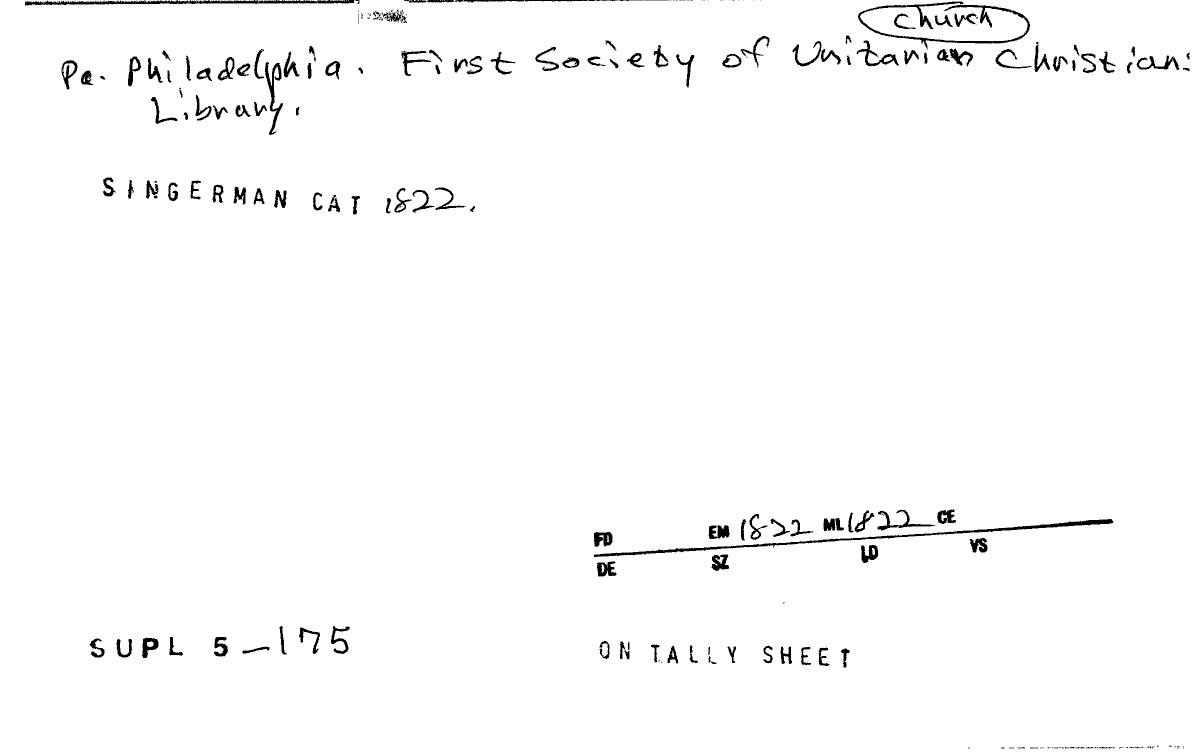 Church
Pa. Philadelphia. First Society of Unitarian Christians
Library.
SINGERMAN CAT 1822.
FD EM 1822 ML 1822 CE
DE SZ LD VS
SUPL 5-175
ON TALLY SHEET